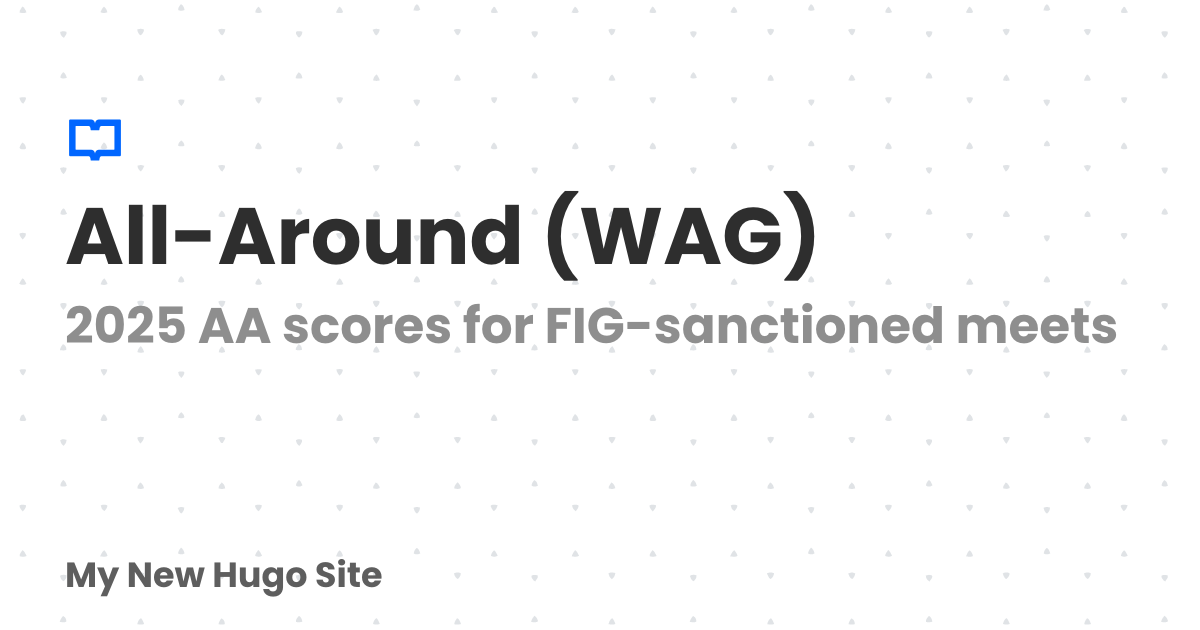 All-Around (WAG)
2025 AA scores for FIG-sanctioned meets
My New Hugo Site